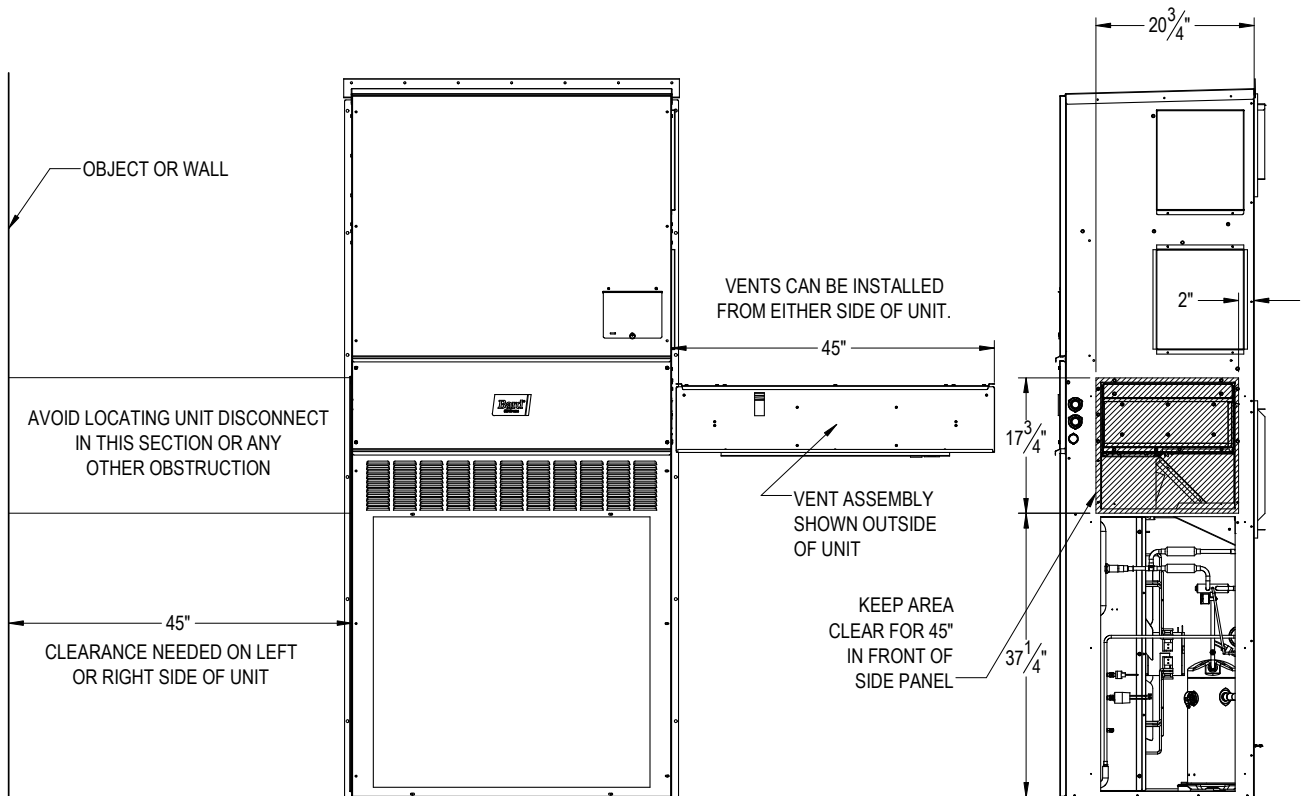 20 3/4"
OBJECT OR WALL
VENTS CAN BE INSTALLED
FROM EITHER SIDE OF UNIT.
2"
45"
Bard
AVOID LOCATING UNIT DISCONNECT
IN THIS SECTION OR ANY
OTHER OBSTRUCTION
17 3/4"
VENT ASSEMBLY
SHOWN OUTSIDE
OF UNIT
KEEP AREA
CLEAR FOR 45"
IN FRONT OF
SIDE PANEL
37 1/4"
45"
CLEARANCE NEEDED ON LEFT
OR RIGHT SIDE OF UNIT